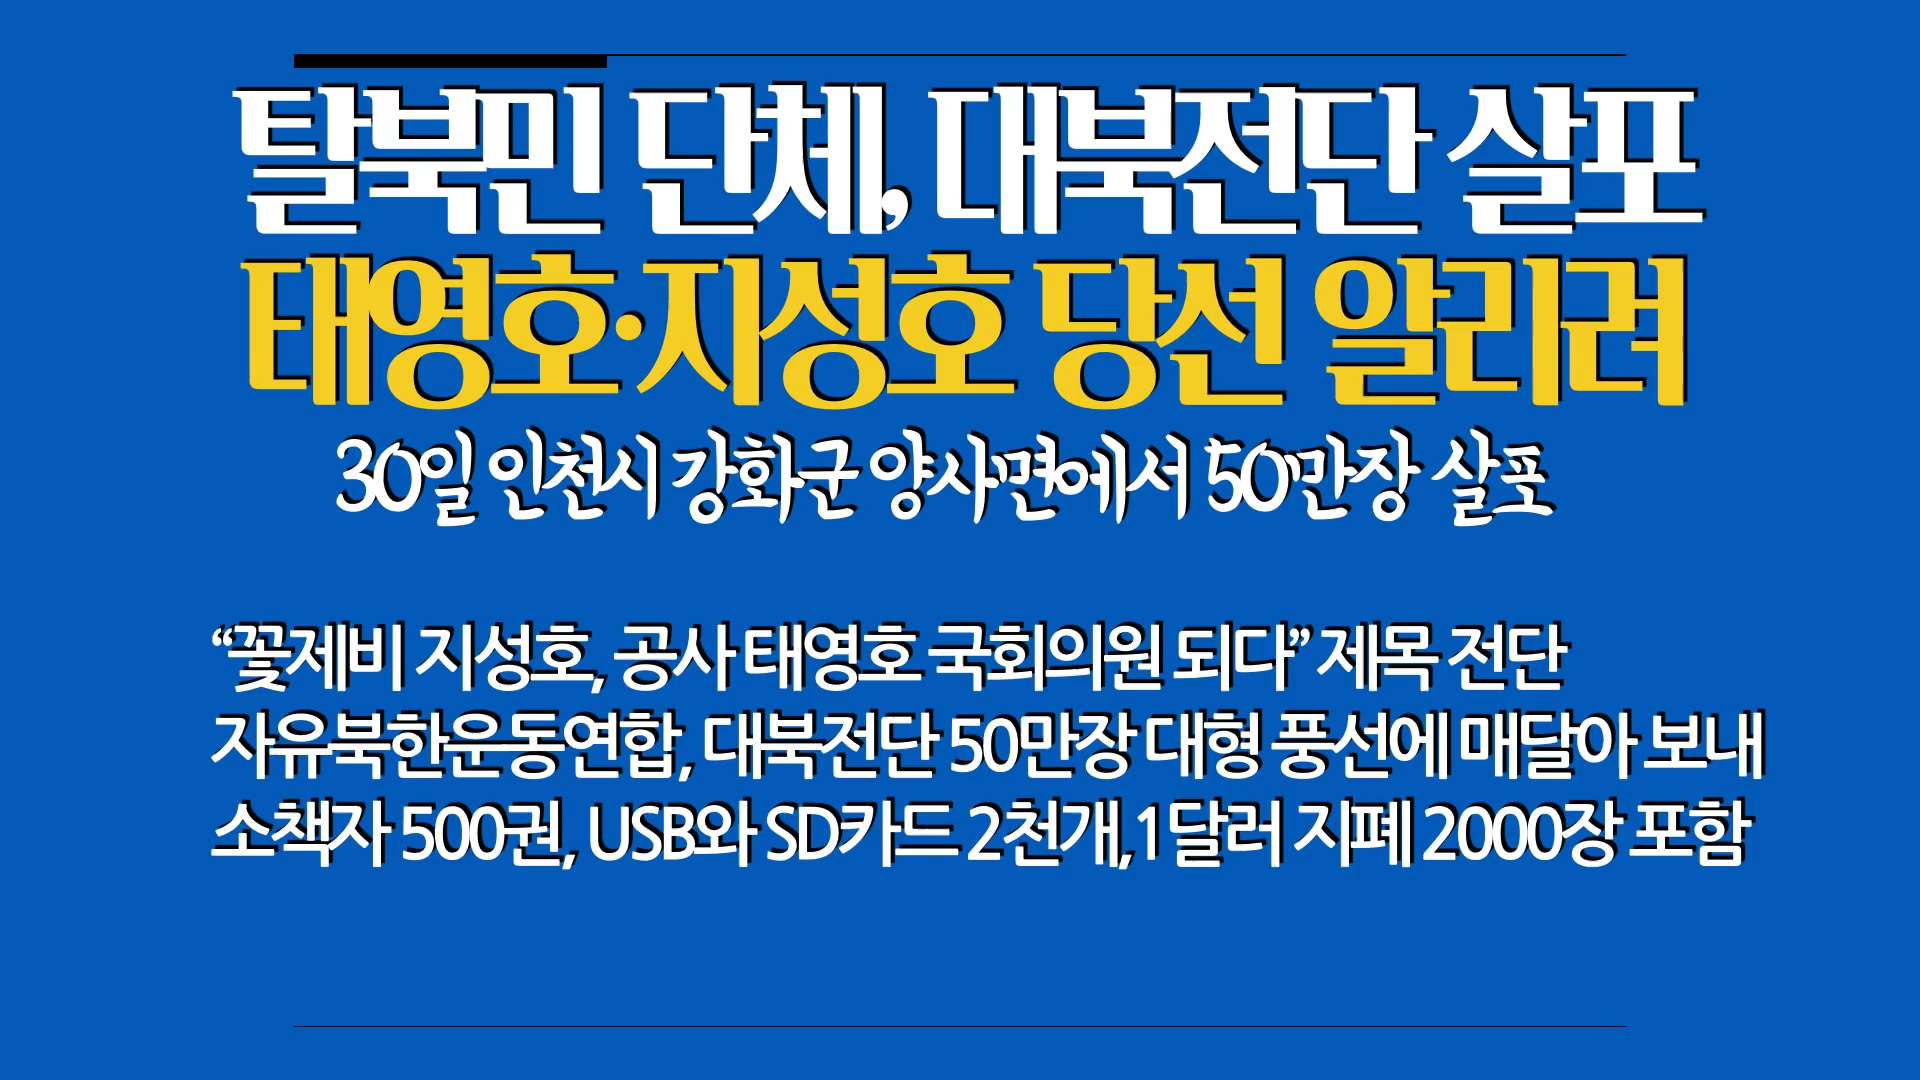 탈북민 단체, 대북전단 살포
태영호·지성호 당선 알리려
30일 인천시 강화군 양사면에서 50만장 살포
“꽃제비 지성호, 공사 태영호 국회의원 되다” 제목 전단
자유북한운동연합, 대북전단 50만장 대형 풍선에 매달아 보내
소책자 500권, USB와 SD카드 2천개,1달러 지폐 2000장 포함